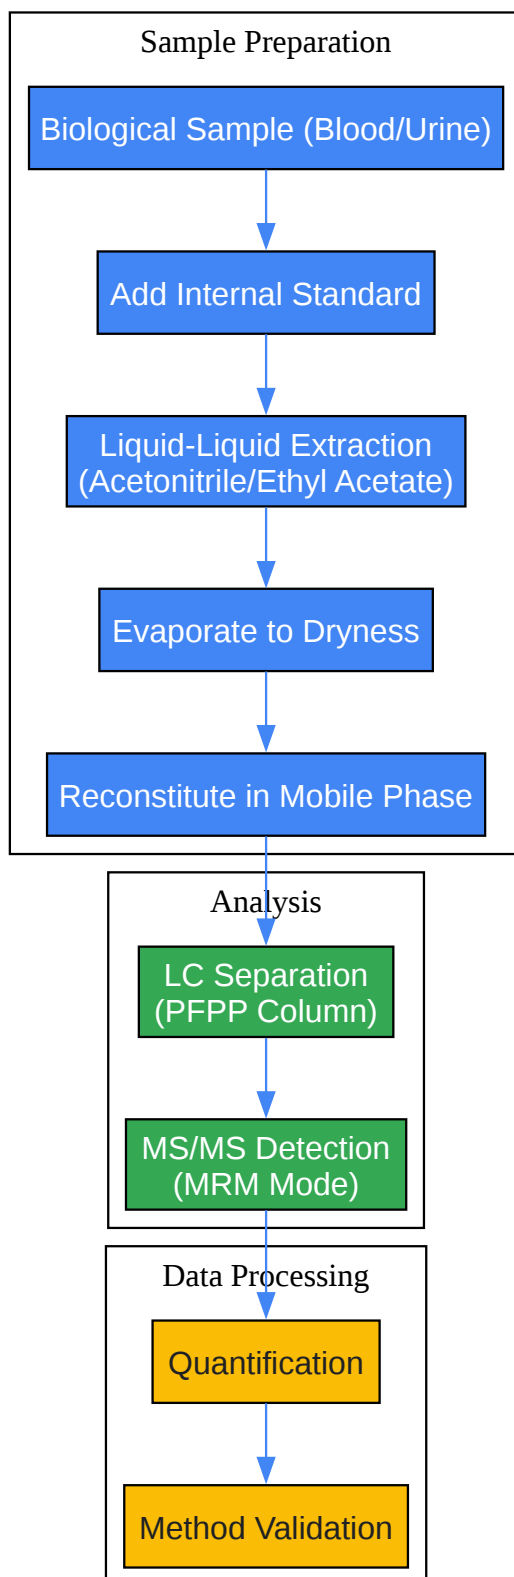 Sample Preparation
Biological Sample (Blood/Urine)
Add Internal Standard
Liquid-Liquid Extraction
(Acetonitrile/Ethyl Acetate)
Evaporate to Dryness
Reconstitute in Mobile Phase
Analysis
LC Separation
(PFPP Column)
MS/MS Detection
(MRM Mode)
Data Processing
Quantification
Method Validation